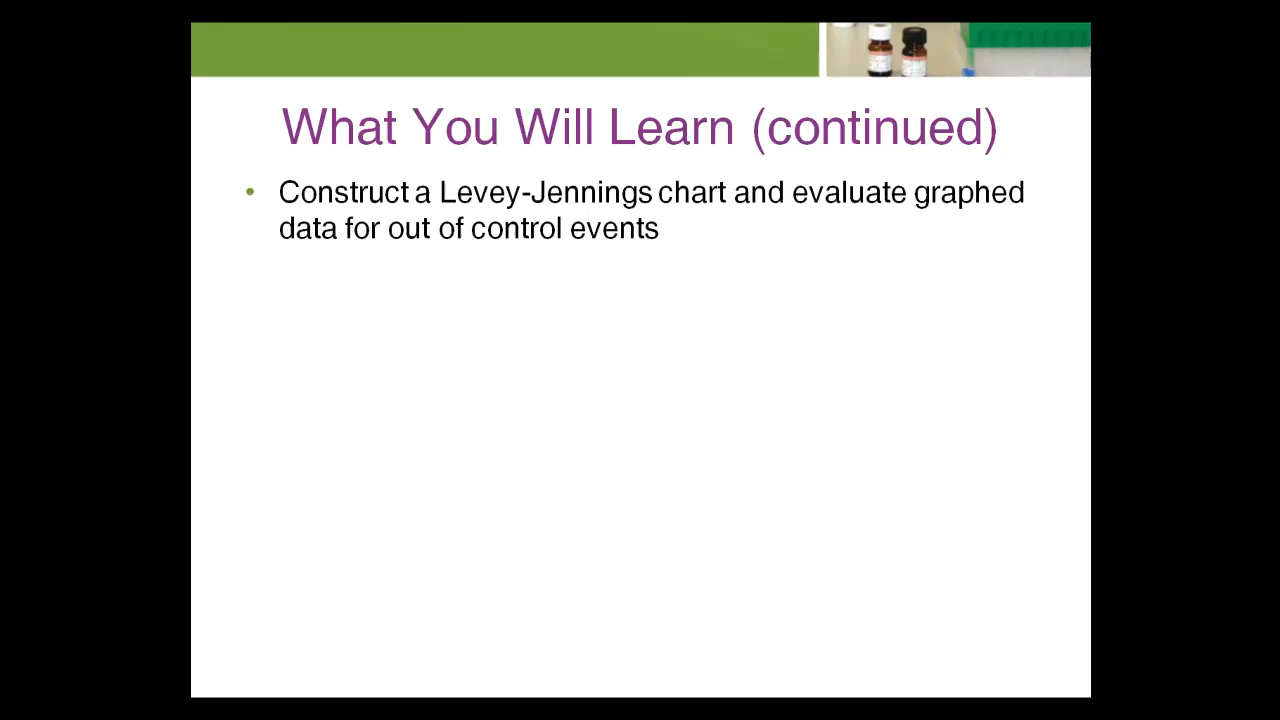 What You Will Learn (continued)
• Construct a Levey-Jennings chart and evaluate graphed
data for out of control events